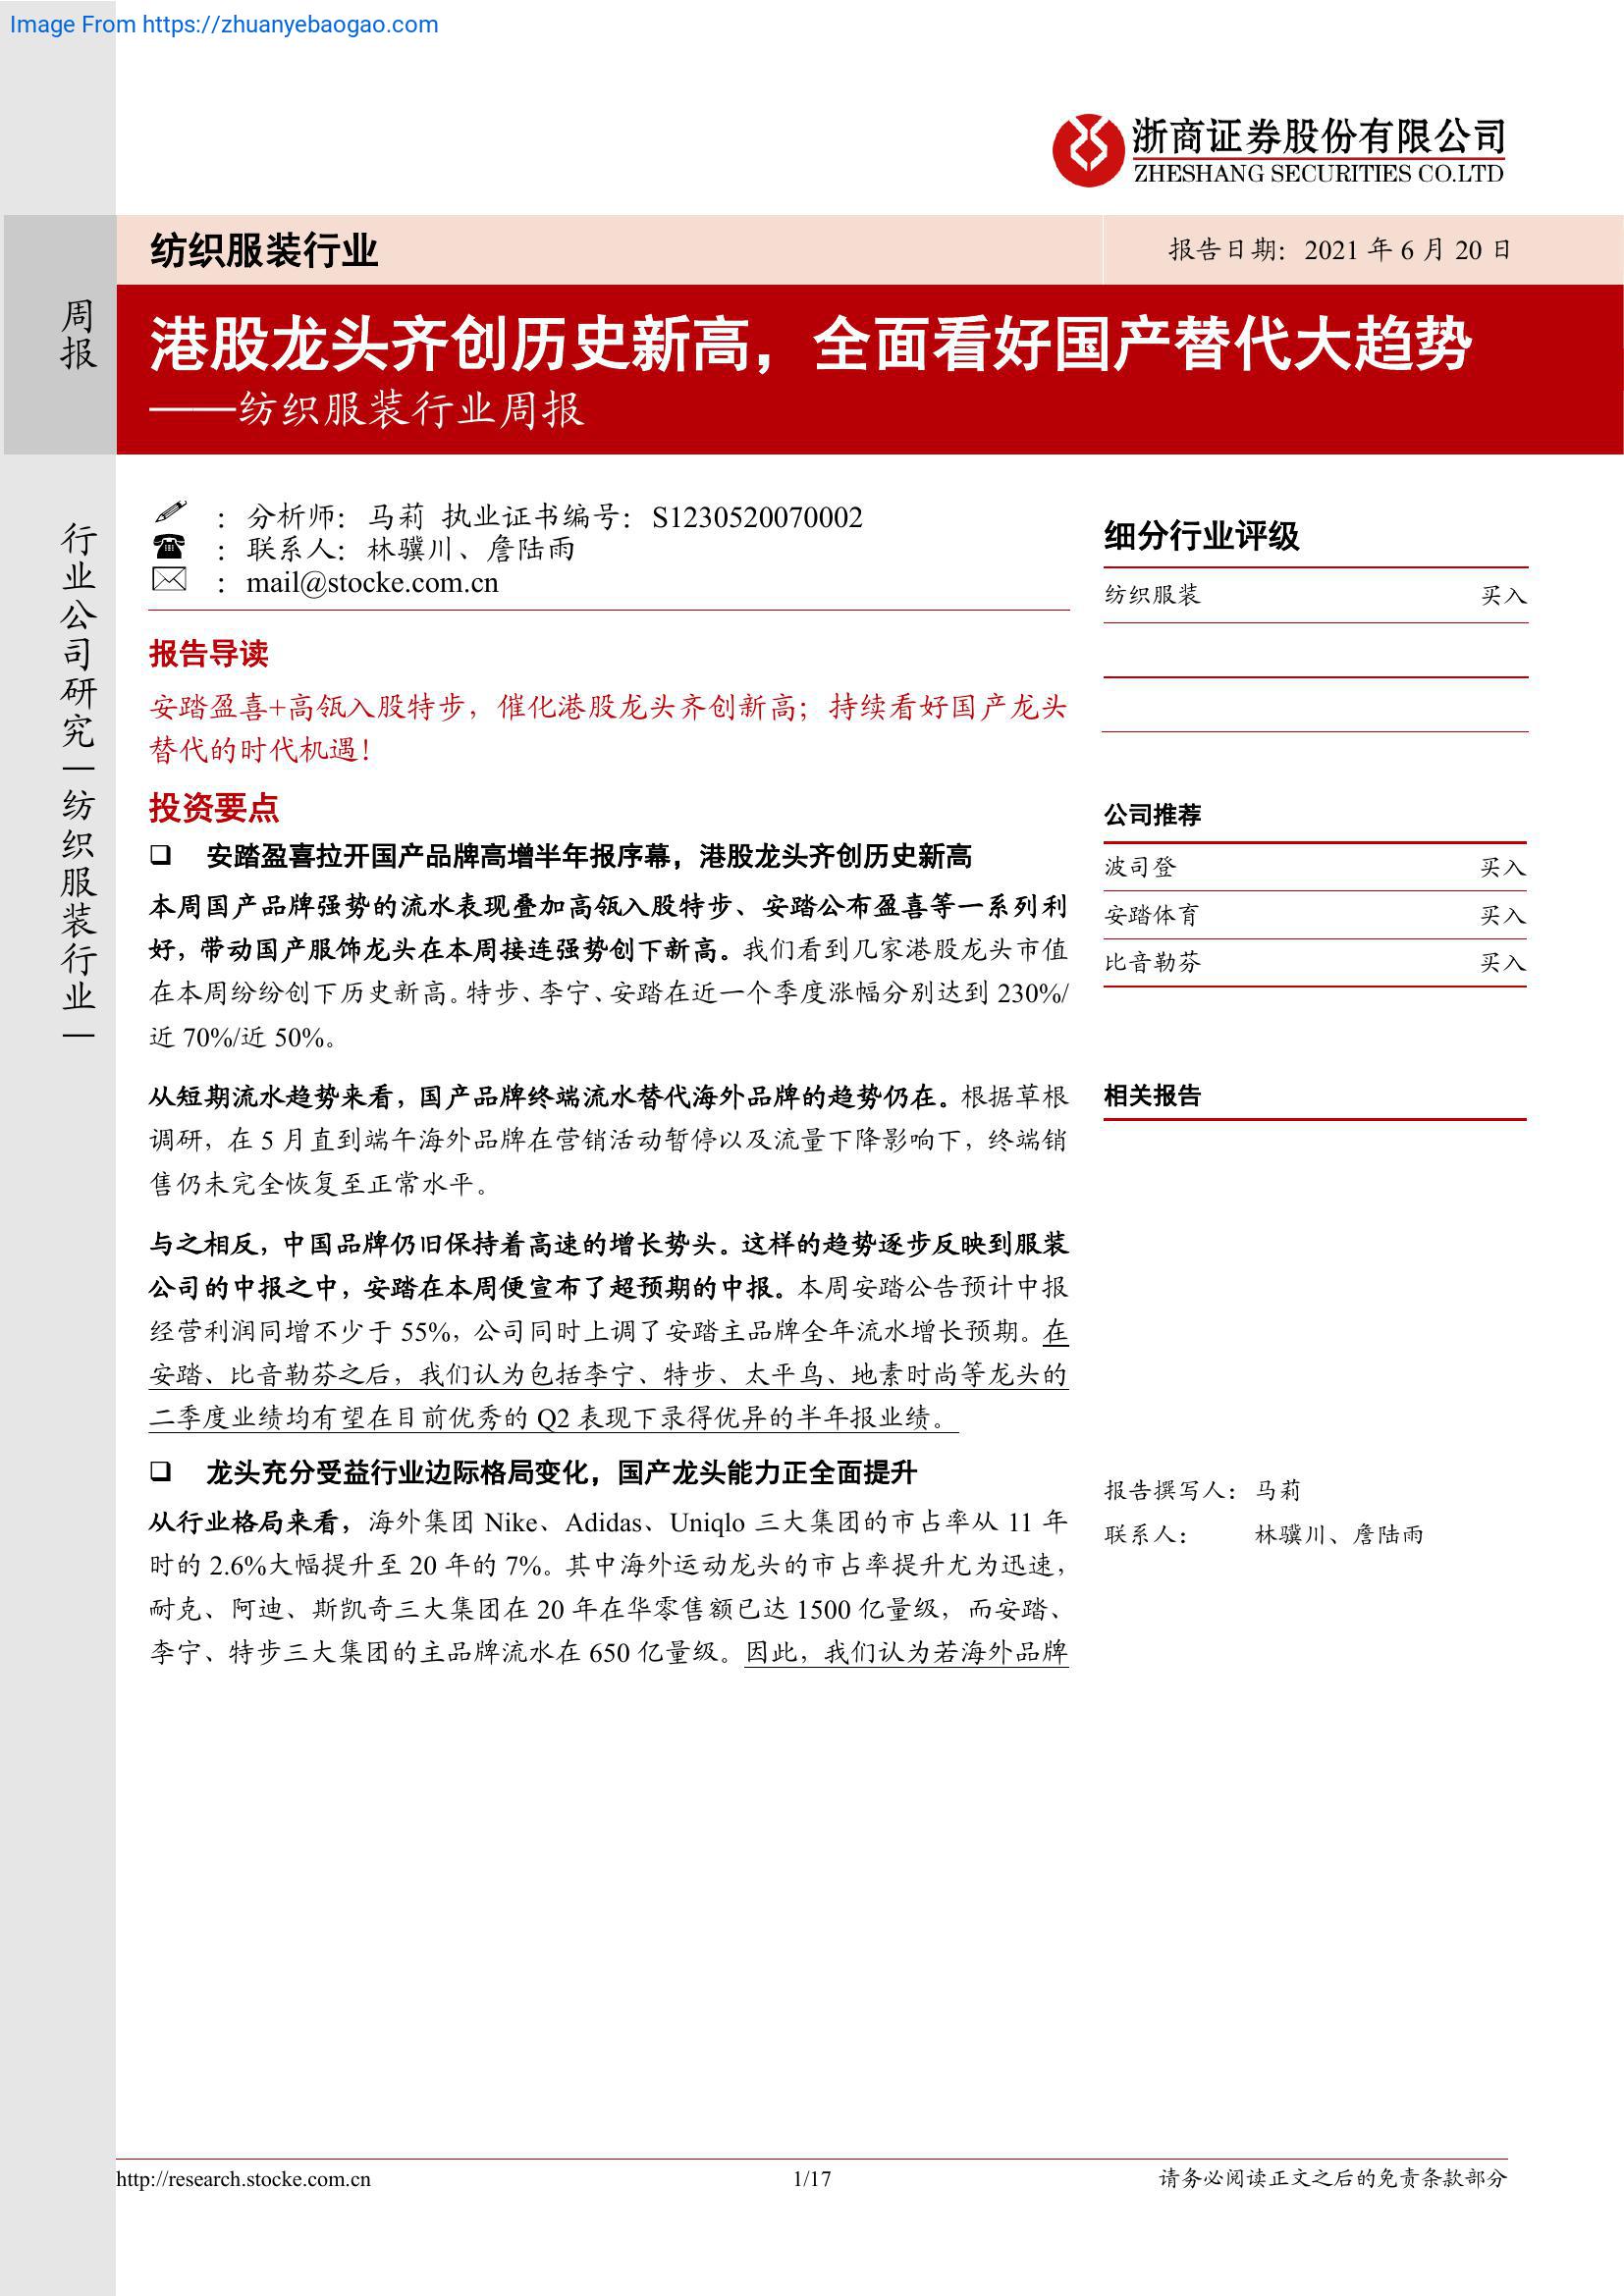 Image From https://zhuanyebaogao.com
浙商证券股份有限公司
ZHESHANG SECURITIES CO.LTD
纺织服装行业
报告日期：2021 年 6 月 20 日
周报
港股龙头齐创历史新高，全面看好国产替代大趋势
——纺织服装行业周报
行业公司研究|纺织服装行业|
：分析师：马莉 执业证书编号：S1230520070002
：联系人：林骥川、詹陆雨
：mail@stocke.com.cn
报告导读
安踏盈喜+高瓴入股特步，催化港股龙头齐创新高；持续看好国产龙头
替代的时代机遇！
投资要点
❑ 安踏盈喜拉开国产品牌高增半年报序幕，港股龙头齐创历史新高
本周国产品牌强势的流水表现叠加高瓴入股特步、安踏公布盈喜等一系列利
好，带动国产服饰龙头在本周接连强势创下新高。我们看到几家港股龙头市值
在本周纷纷创下历史新高。特步、李宁、安踏在近一个季度涨幅分别达到 230%/
近 70%/近 50%。
从短期流水趋势来看，国产品牌终端流水替代海外品牌的趋势仍在。根据草根
调研，在 5 月直到端午海外品牌在营销活动暂停以及流量下降影响下，终端销
售仍未完全恢复至正常水平。
与之相反，中国品牌仍旧保持着高速的增长势头。这样的趋势逐步反映到服装
公司的中报之中，安踏在本周便宣布了超预期的中报。本周安踏公告预计中报
经营利润同增不少于 55%，公司同时上调了安踏主品牌全年流水增长预期。在
安踏、比音勒芬之后，我们认为包括李宁、特步、太平鸟、地素时尚等龙头的
二季度业绩均有望在目前优秀的 Q2 表现下录得优异的半年报业绩。
❑ 龙头充分受益行业边际格局变化，国产龙头能力正全面提升
从行业格局来看，海外集团 Nike、Adidas、Uniqlo 三大集团的市占率从 11 年
时的 2.6%大幅提升至 20 年的 7%。其中海外运动龙头的市占率提升尤为迅速，
耐克、阿迪、斯凯奇三大集团在 20 年在华零售额已达 1500 亿量级，而安踏、
李宁、特步三大集团的主品牌流水在 650 亿量级。因此，我们认为若海外品牌
细分行业评级
纺织服装 买入
公司推荐
波司登 买入
安踏体育 买入
比音勒芬 买入
相关报告
报告撰写人：马莉
联系人： 林骥川、詹陆雨
http://research.stocke.com.cn
1/17
请务必阅读正文之后的免责条款部分